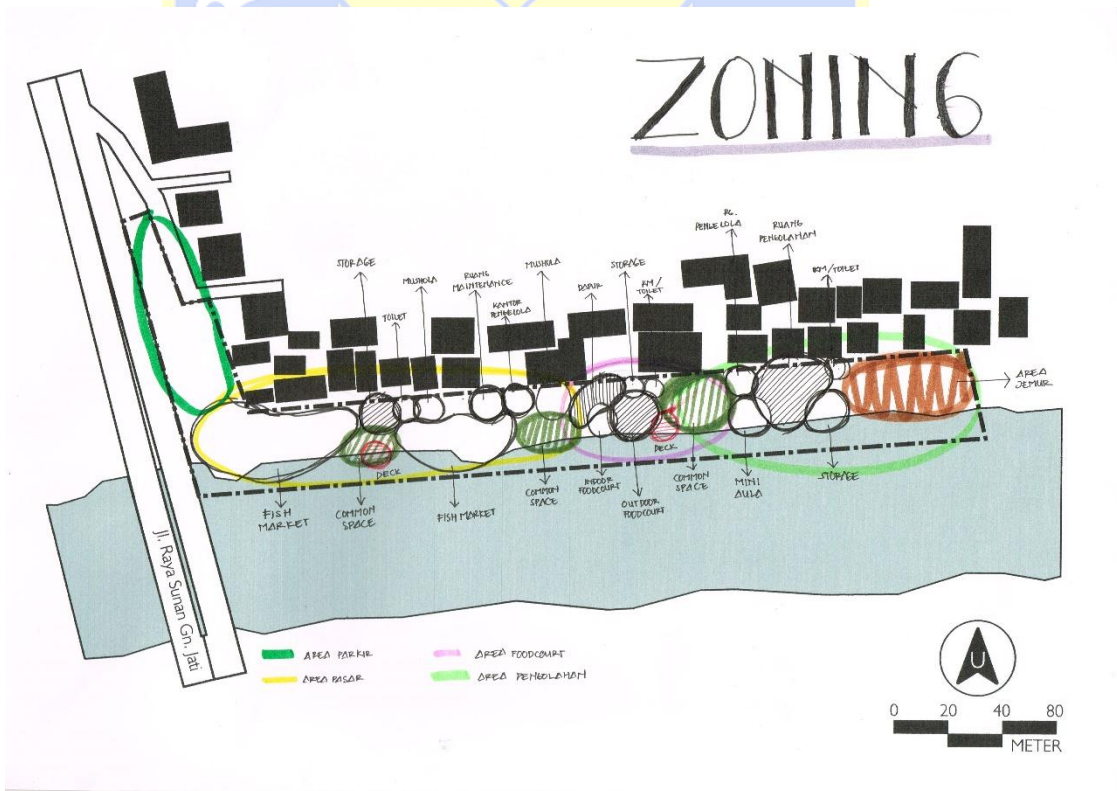 ZONING
RG.
PENGELOLA
RUANG
PENGOLAHAN
STORAGE
MUSHOLA
RUANG
MAINTENANCE
MUSHOLA
STORAGE
DAPUR
KM/
TOILET
KM/TOILET
TOILET
KANTOR
PENGELOLA
AREA
JEMUR
DECK
DECK
FISH
MARKET
COMMON
SPACE
FISH MARKET
COMMON
SPACE
INDOOR
FOODCOURT
OUTDOOR
FOODCOURT
COMMON
SPACE
MINI
AULA
STORAGE
Jl. Raya Sunan Gn. Jati
AREA PARKIR
AREA FOODCOURT
AREA PASAR
AREA PENGOLAHAN
U
0 20 40 80
METER